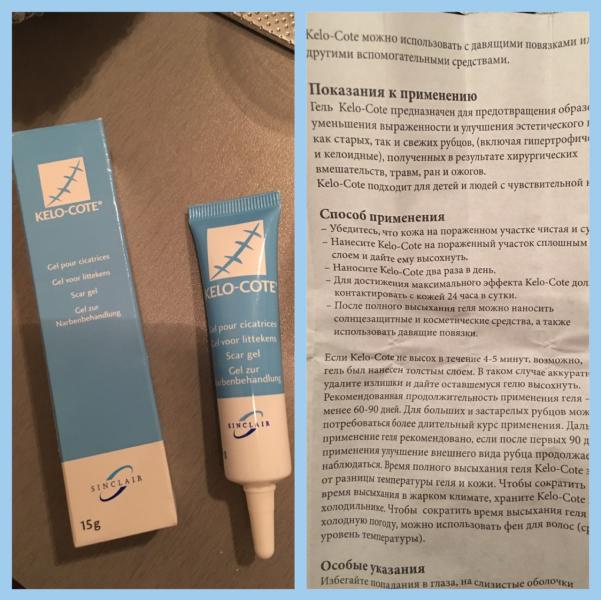 KELO-COTE®
Gel pour cicatrices
Gel voor littekens
Scar gel
Gel zur
Narbenbehandlung
SINCLAIR
15g
KELO-COTE
Gel pour cicatrices
Gel voor littekens
Scar gel
Gel zur
Narbenbehandlung
SINCLAIR
Kelo-Cote можно использовать с давящими повязками и
другими вспомогательными средствами.
Показания к применению
Гель Kelo-Cote предназначен для предотвращения образо
уменьшения выраженности и улучшения эстетического
как старых, так и свежих рубцов, (включая гипертрофич
и келоидные), полученных в результате хирургических
вмешательств, травм, ран и ожогов.
Kelo-Cote подходит для детей и людей с чувствительной
Способ применения
– Убедитесь, что кожа на пораженном участке чистая и су
– Нанесите Kelo-Cote на пораженный участок сплошным
слоем и дайте ему высохнуть.
– Наносите Kelo-Cote два раза в день.
– Для достижения максимального эффекта Kelo-Cote дол
контактировать с кожей 24 часа в сутки.
– После полного высыхания геля можно наносить
солнцезащитные и косметические средства, а также
использовать давящие повязки.
Если Kelo-Cote не высох в течение 4-5 минут, возможно,
гель был нанесен толстым слоем. В таком случае аккурат
удалите излишки и дайте оставшемуся гелю высохнуть.
Рекомендованная продолжительность применения геля –
менее 60-90 дней. Для больших и застарелых рубцов мож
потребоваться более длительный курс применения. Даль
применение геля рекомендовано, если после первых 90 д
применения улучшение внешнего вида рубца продолжае
наблюдаться. Время полного высыхания геля Kelo-Cote з
от разницы температуры геля и кожи. Чтобы сократить
время высыхания в жарком климате, храните Kelo-Cote
холодильнике. Чтобы сократить время высыхания геля
холодную погоду, можно использовать фен для волос (ср
уровень температуры).
Особые указания
Избегайте попадания в глаза, на слизистые оболочки